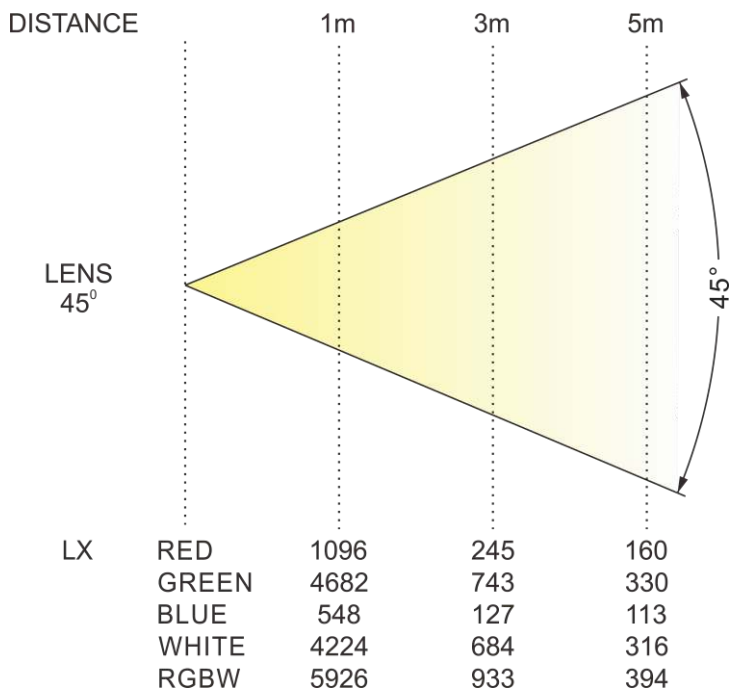 DISTANCE 1m 3m 5m
LENS
45⁰
45°
LX RED 1096 245 160
GREEN 4682 743 330
BLUE 548 127 113
WHITE 4224 684 316
RGBW 5926 933 394